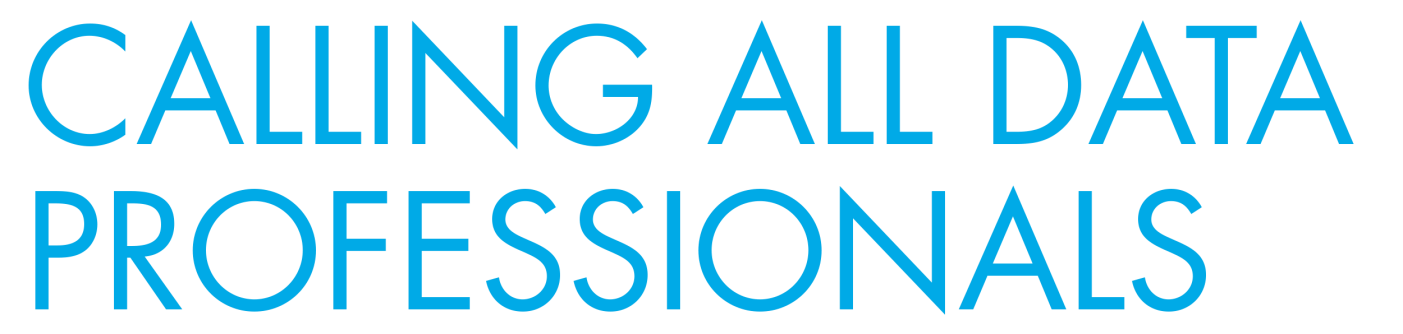 CALLING ALL DATA
PROFESSIONALS